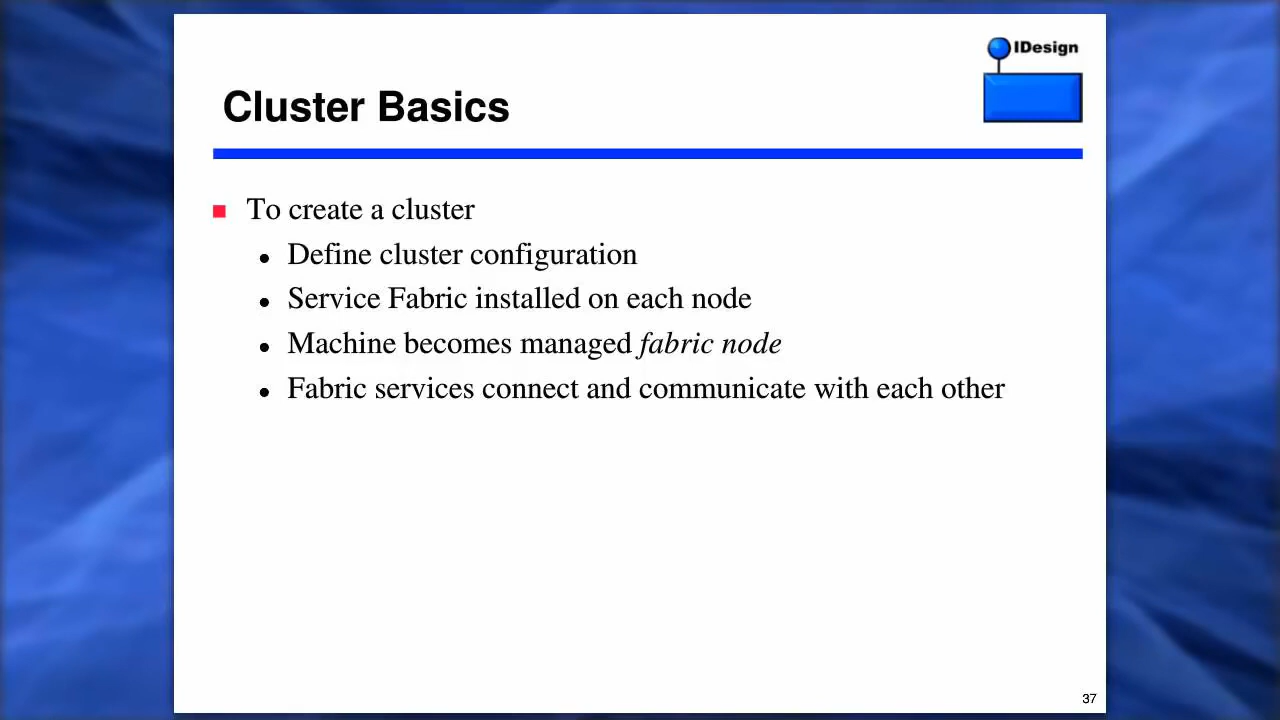 IDesign
Cluster Basics
To create a cluster
Define cluster configuration
Service Fabric installed on each node
Machine becomes managed fabric node
Fabric services connect and communicate with each other
37